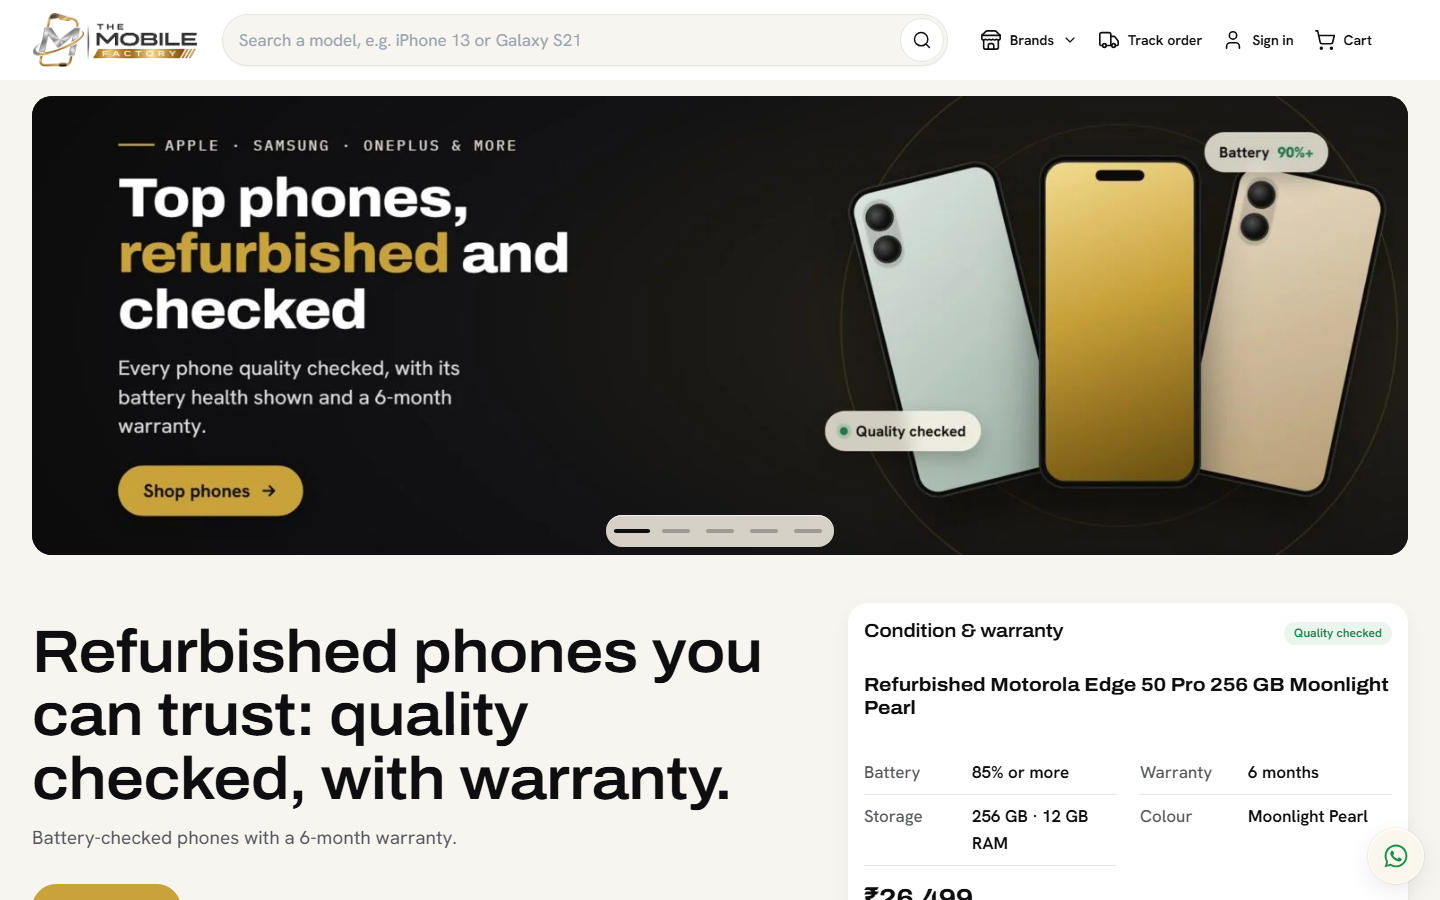 THE
MOBILE
FACTORY
Search a model, e.g. iPhone 13 or Galaxy S21
Brands
Track order
Sign in
Cart
APPLE · SAMSUNG · ONEPLUS & MORE
Top phones,
refurbished and
checked
Every phone quality checked, with its
battery health shown and a 6-month
warranty.
Shop phones →
Battery 90%+
Quality checked
Refurbished phones you
can trust: quality
checked, with warranty.
Battery-checked phones with a 6-month warranty.
Condition & warranty
Quality checked
Refurbished Motorola Edge 50 Pro 256 GB Moonlight
Pearl
Battery 85% or more
Warranty 6 months
Storage 256 GB · 12 GB
RAM
Colour Moonlight Pearl
₹26,499